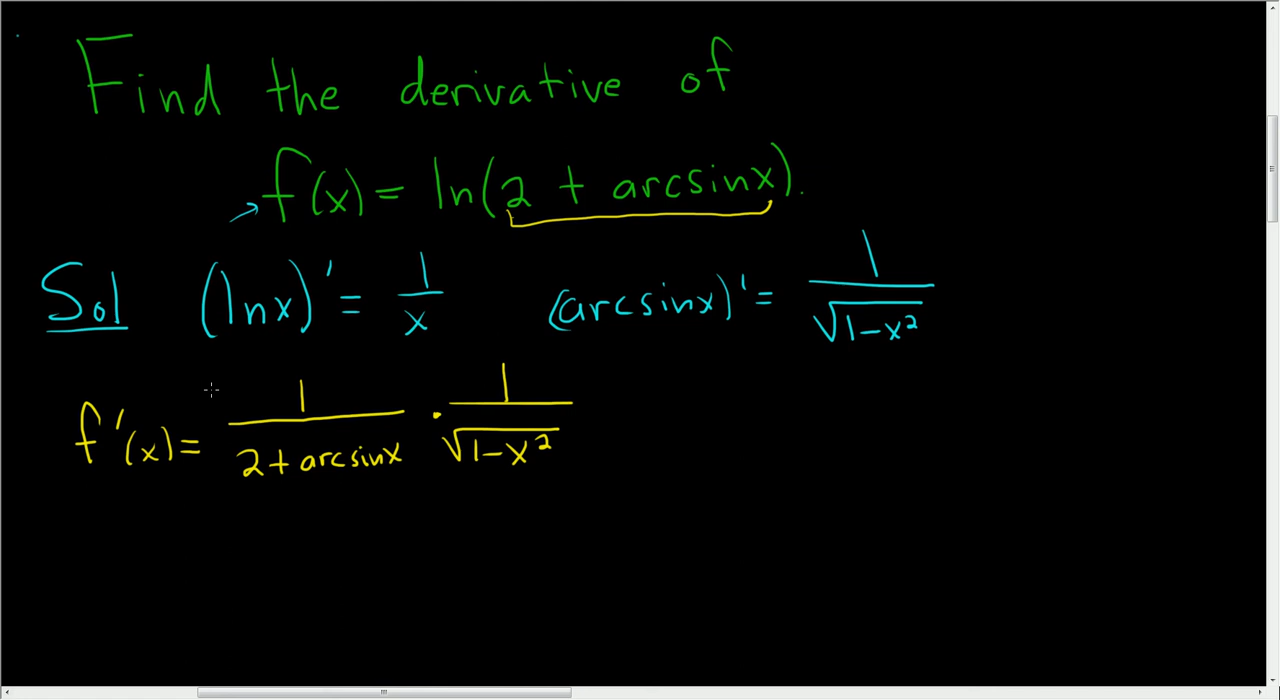 Find the derivative of
f(x) = ln(2 + arcsinx).
Sol (lnx)' = 1/x (arcsinx)' = 1/√(1-x²)
f'(x) = 1/(2+arcsinx) · 1/√(1-x²)